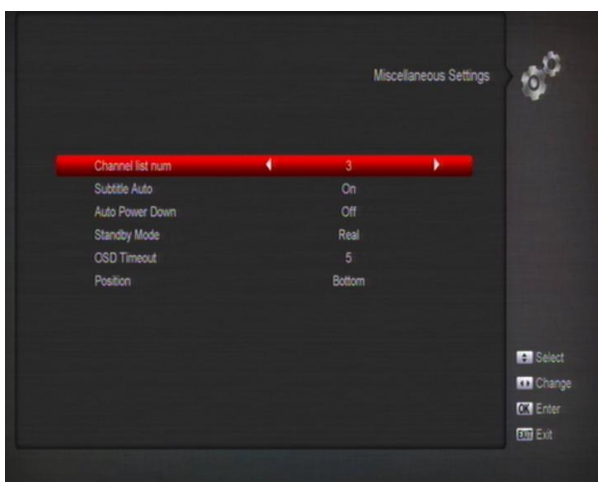 Miscellaneous Settings
Channel list num 3
Subtitle Auto On
Auto Power Down Off
Standby Mode Real
OSD Timeout 5
Position Bottom
Select
Change
OK Enter
EXIT Exit